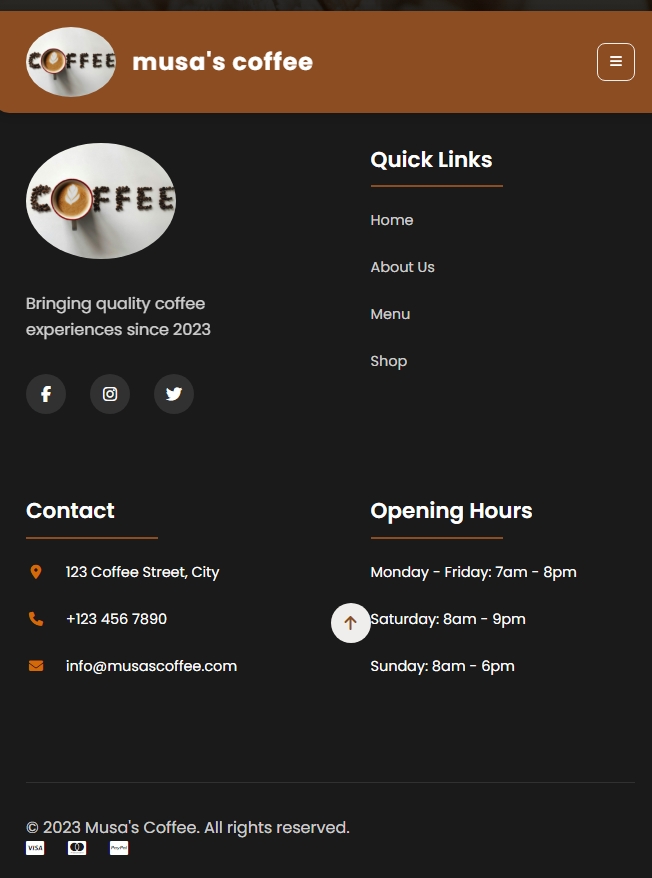 COFFEE
musa's coffee
COFFEE
Bringing quality coffee
experiences since 2023
Quick Links
Home
About Us
Menu
Shop
Contact
123 Coffee Street, City
+123 456 7890
info@musascoffee.com
Opening Hours
Monday - Friday: 7am - 8pm
Saturday: 8am - 9pm
Sunday: 8am - 6pm
© 2023 Musa's Coffee. All rights reserved.
VISA
PayPal